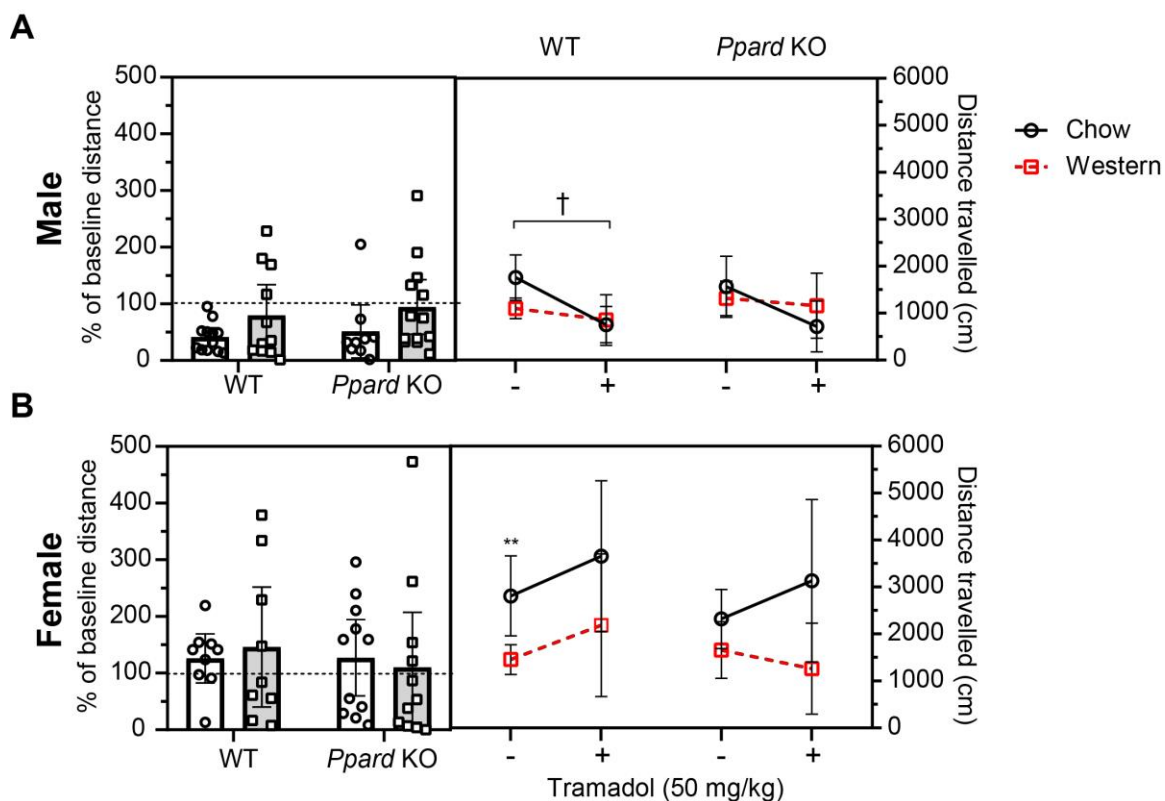 A
WT
Ppard KO
500
400
300
200
100
0
% of baseline distance
Male
WT
Ppard KO
†
-
+
-
+
6000
5000
4000
3000
2000
1000
0
Distance travelled (cm)
Chow
Western
B
500
400
300
200
100
0
% of baseline distance
Female
WT
Ppard KO
**
-
+
-
+
Tramadol (50 mg/kg)
6000
5000
4000
3000
2000
1000
0
Distance travelled (cm)